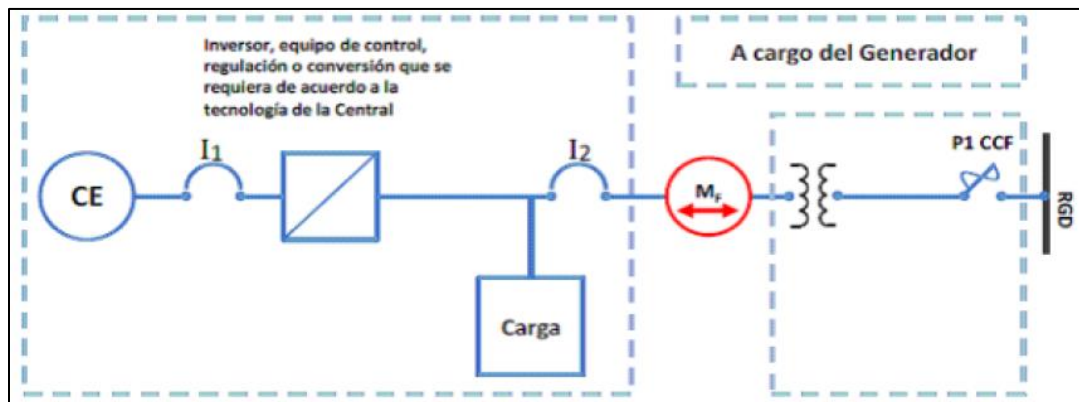 Inversor, equipo de control,
regulación o conversión que se
requiera de acuerdo a la
tecnología de la Central
A cargo del Generador
CE
I1
I2
MF
P1 CCF
RGD
Carga